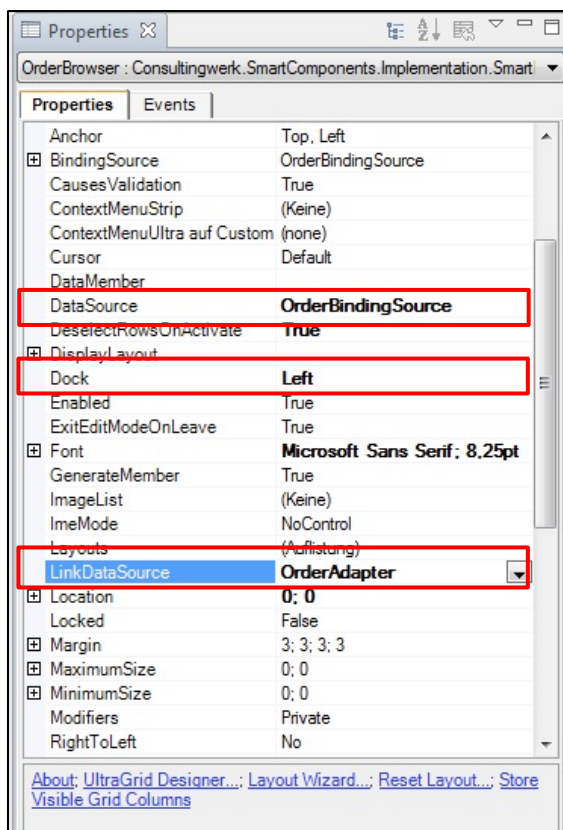 Properties
OrderBrowser : Consultingwerk.SmartComponents.Implementation.Smart
Properties Events
Anchor Top, Left
BindingSource OrderBindingSource
CausesValidation True
ContextMenuStrip (Keine)
ContextMenuUltra auf Custom (none)
Cursor Default
DataMember
DataSource OrderBindingSource
DeselectRowsOnActivate True
DisplayLayout
Dock Left
Enabled True
ExitEditModeOnLeave True
Font Microsoft Sans Serif; 8,25pt
GenerateMember True
ImageList (Keine)
ImeMode NoControl
Layouts (Auflistung)
LinkDataSource OrderAdapter
Location 0; 0
Locked False
Margin 3; 3; 3; 3
MaximumSize 0; 0
MinimumSize 0; 0
Modifiers Private
RightToLeft No
About; UltraGrid Designer...; Layout Wizard...; Reset Layout...; Store
Visible Grid Columns